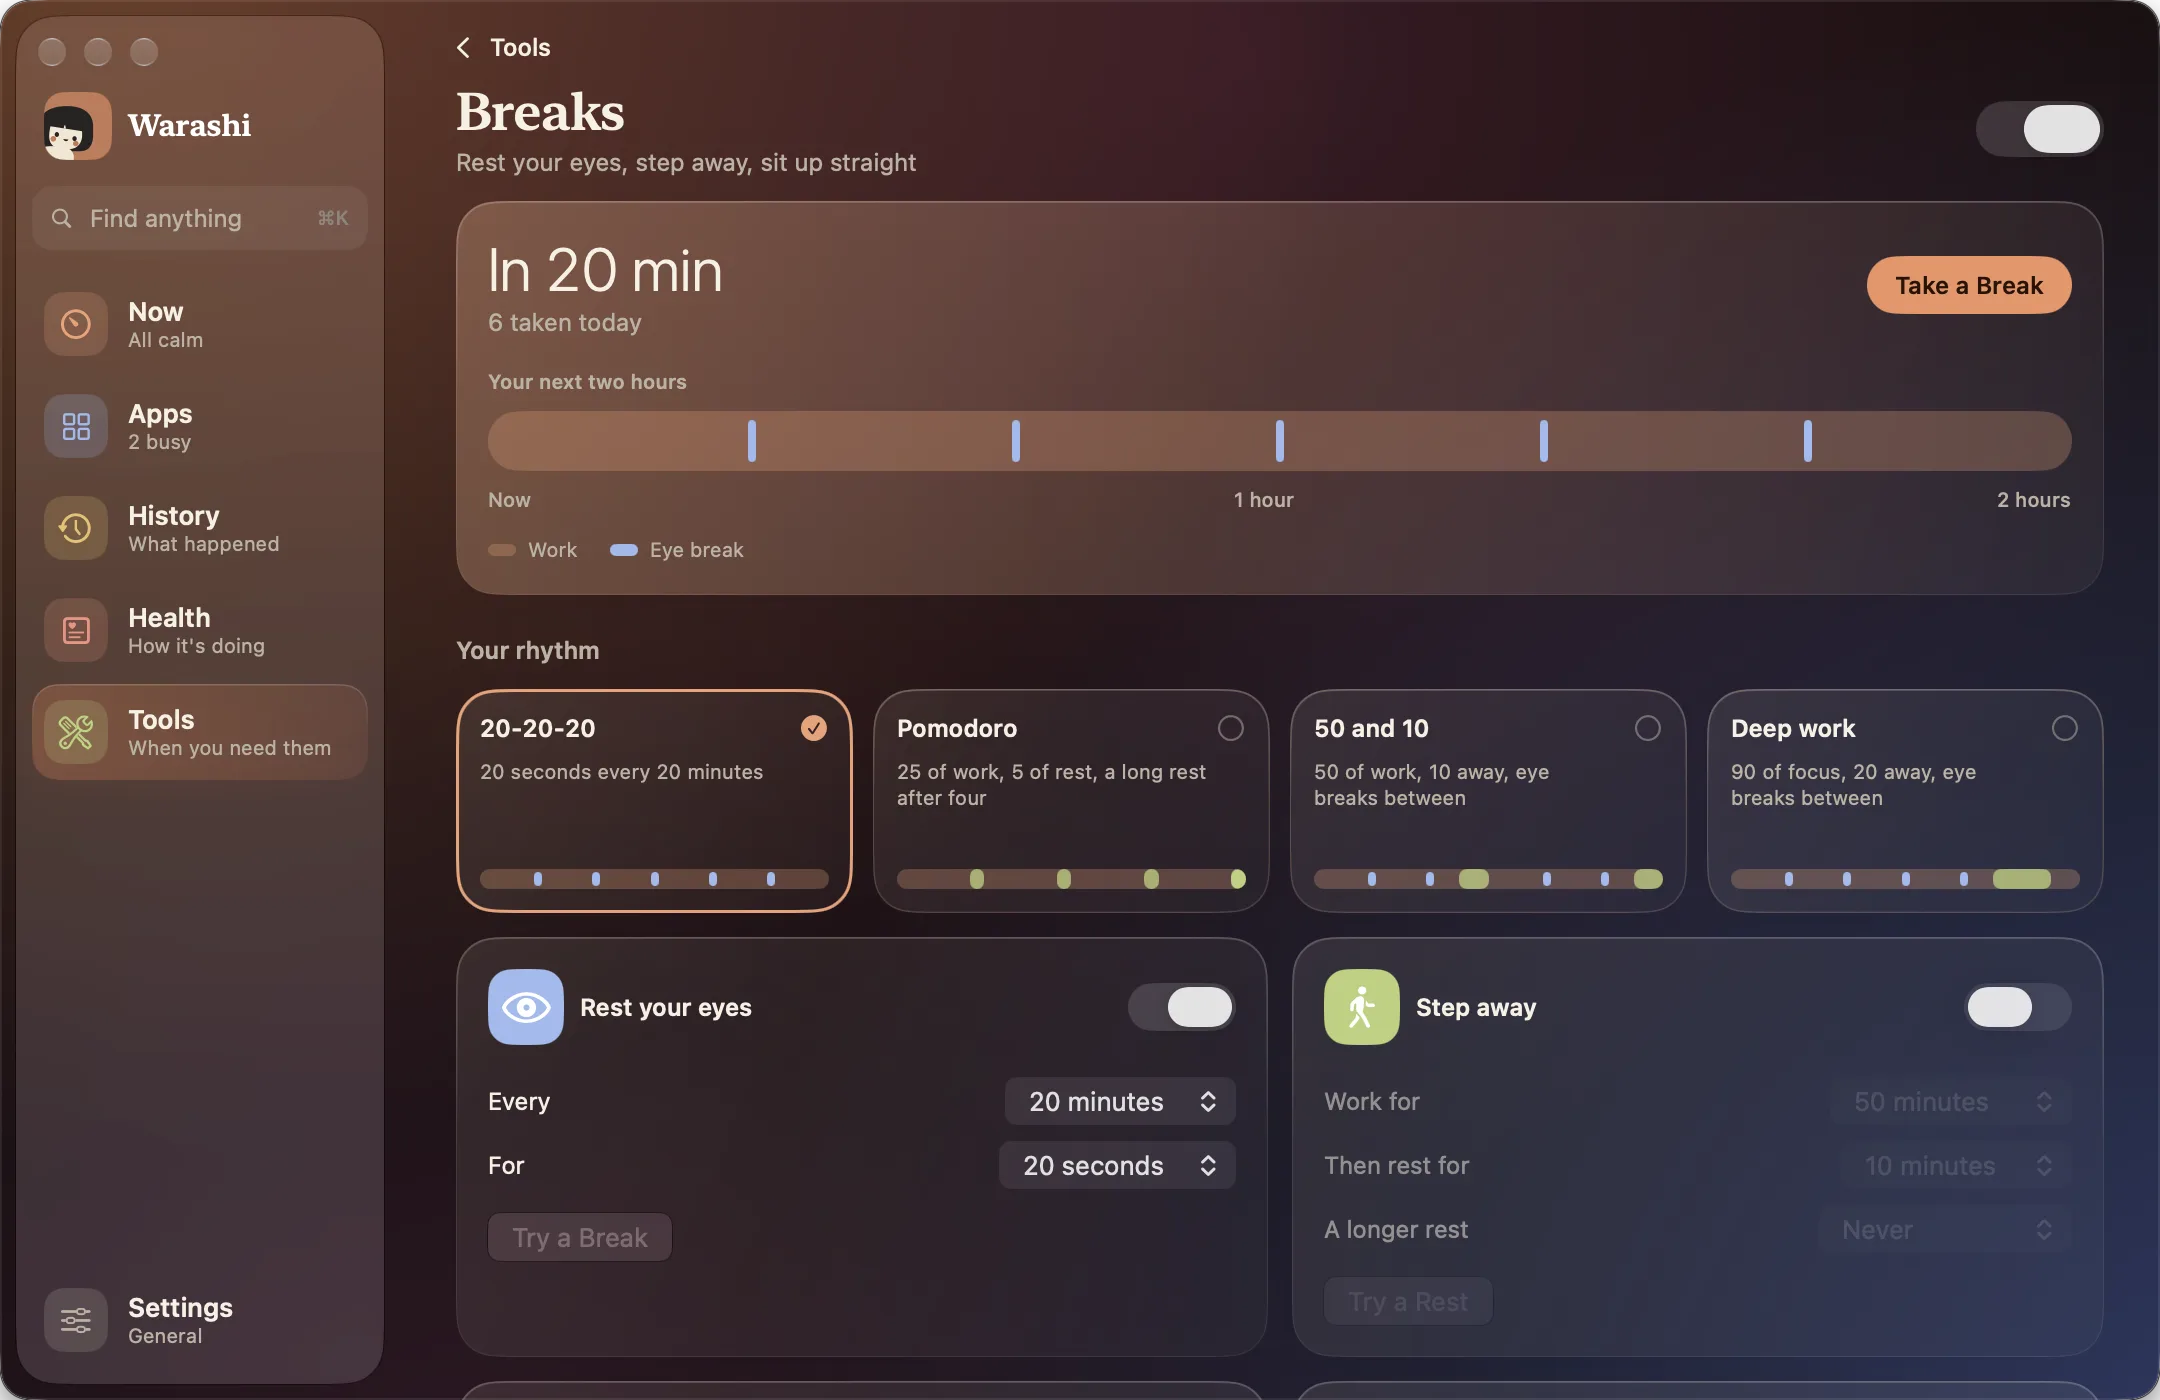 Warashi
Find anything ⌘K
Now
All calm
Apps
2 busy
History
What happened
Health
How it's doing
Tools
When you need them
Settings
General
Tools
Breaks
Rest your eyes, step away, sit up straight
In 20 min
6 taken today
Take a Break
Your next two hours
Now
1 hour
2 hours
Work
Eye break
Your rhythm
20-20-20
20 seconds every 20 minutes
Pomodoro
25 of work, 5 of rest, a long rest
after four
50 and 10
50 of work, 10 away, eye
breaks between
Deep work
90 of focus, 20 away, eye
breaks between
Rest your eyes
Every
20 minutes
For
20 seconds
Try a Break
Step away
Work for
50 minutes
Then rest for
10 minutes
A longer rest
Never
Try a Rest